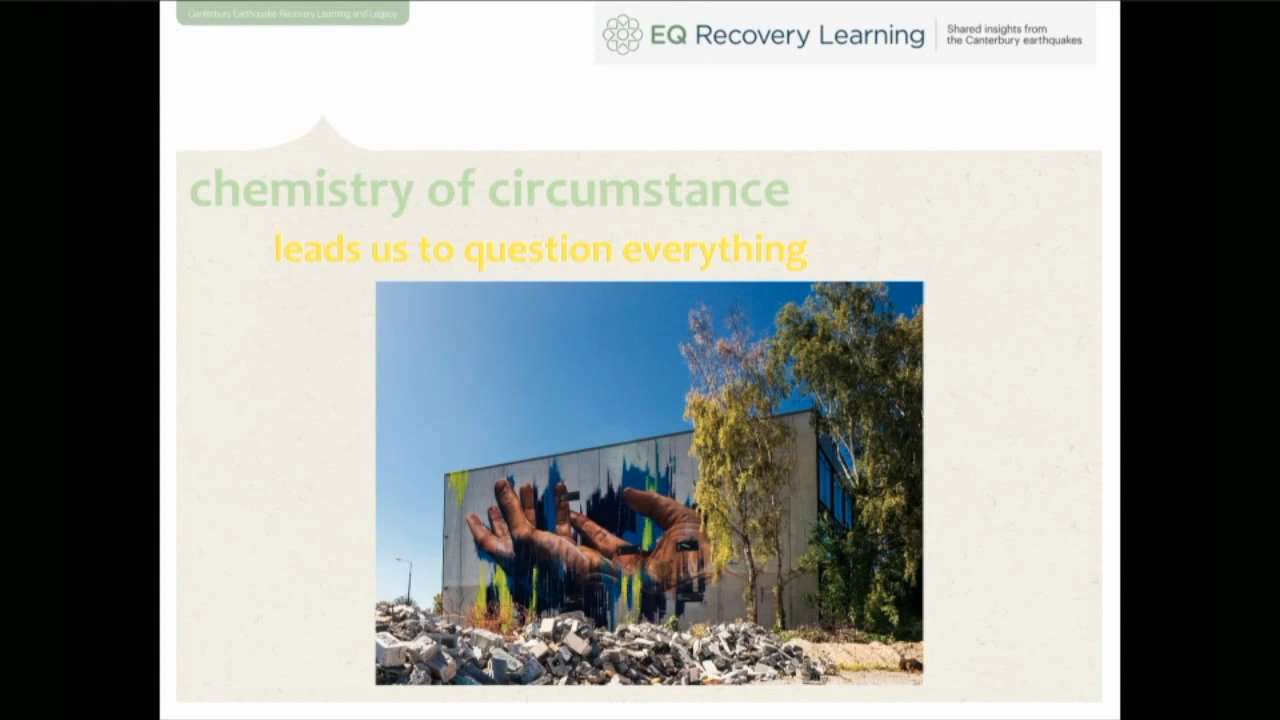 Canterbury Earthquake Recovery Learning and Legacy
EQ Recovery Learning
Shared insights from
the Canterbury earthquakes
chemistry of circumstance
leads us to question everything